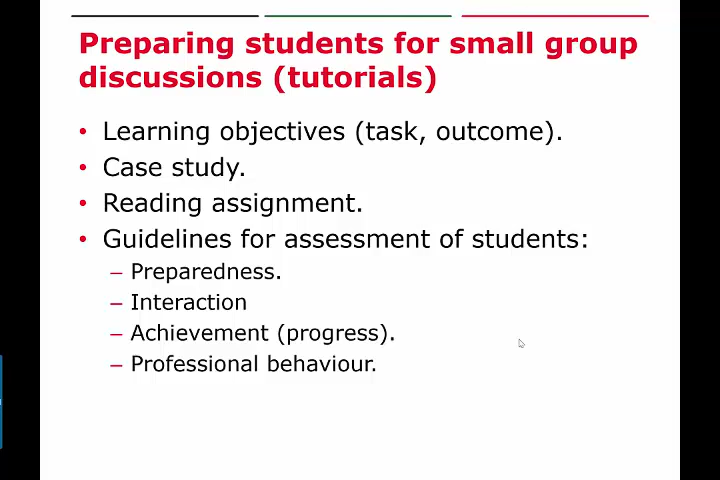 Preparing students for small group
discussions (tutorials)
• Learning objectives (task, outcome).
• Case study.
• Reading assignment.
• Guidelines for assessment of students:
– Preparedness.
– Interaction
– Achievement (progress).
– Professional behaviour.